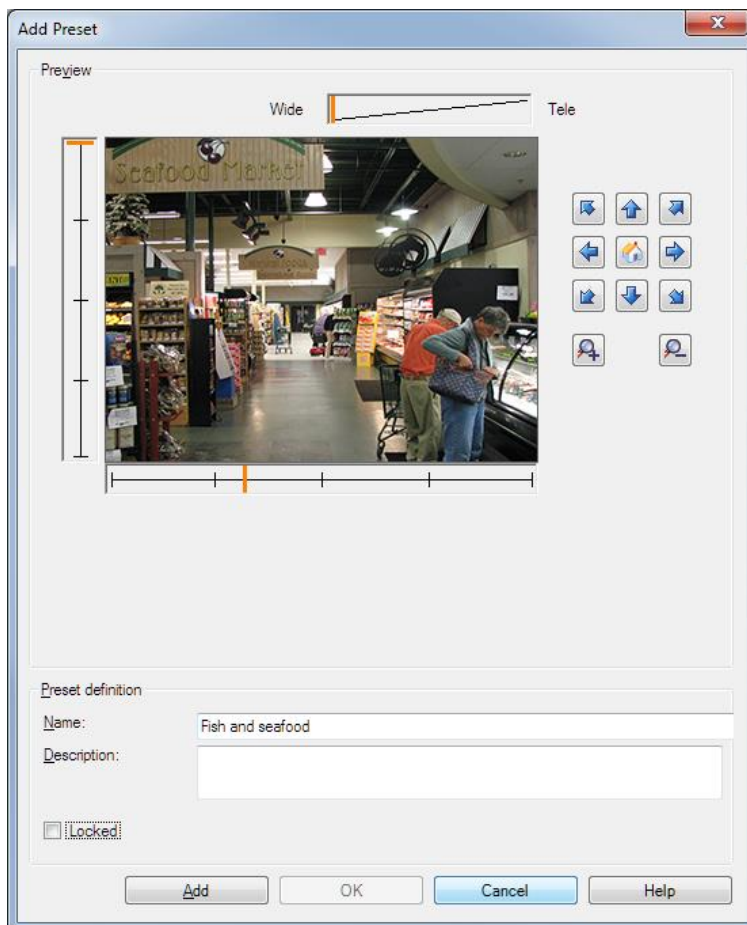 Add Preset
Preview
Wide
Tele
Seafood Market
Preset definition
Name:
Fish and seafood
Description:
Locked
Add
OK
Cancel
Help